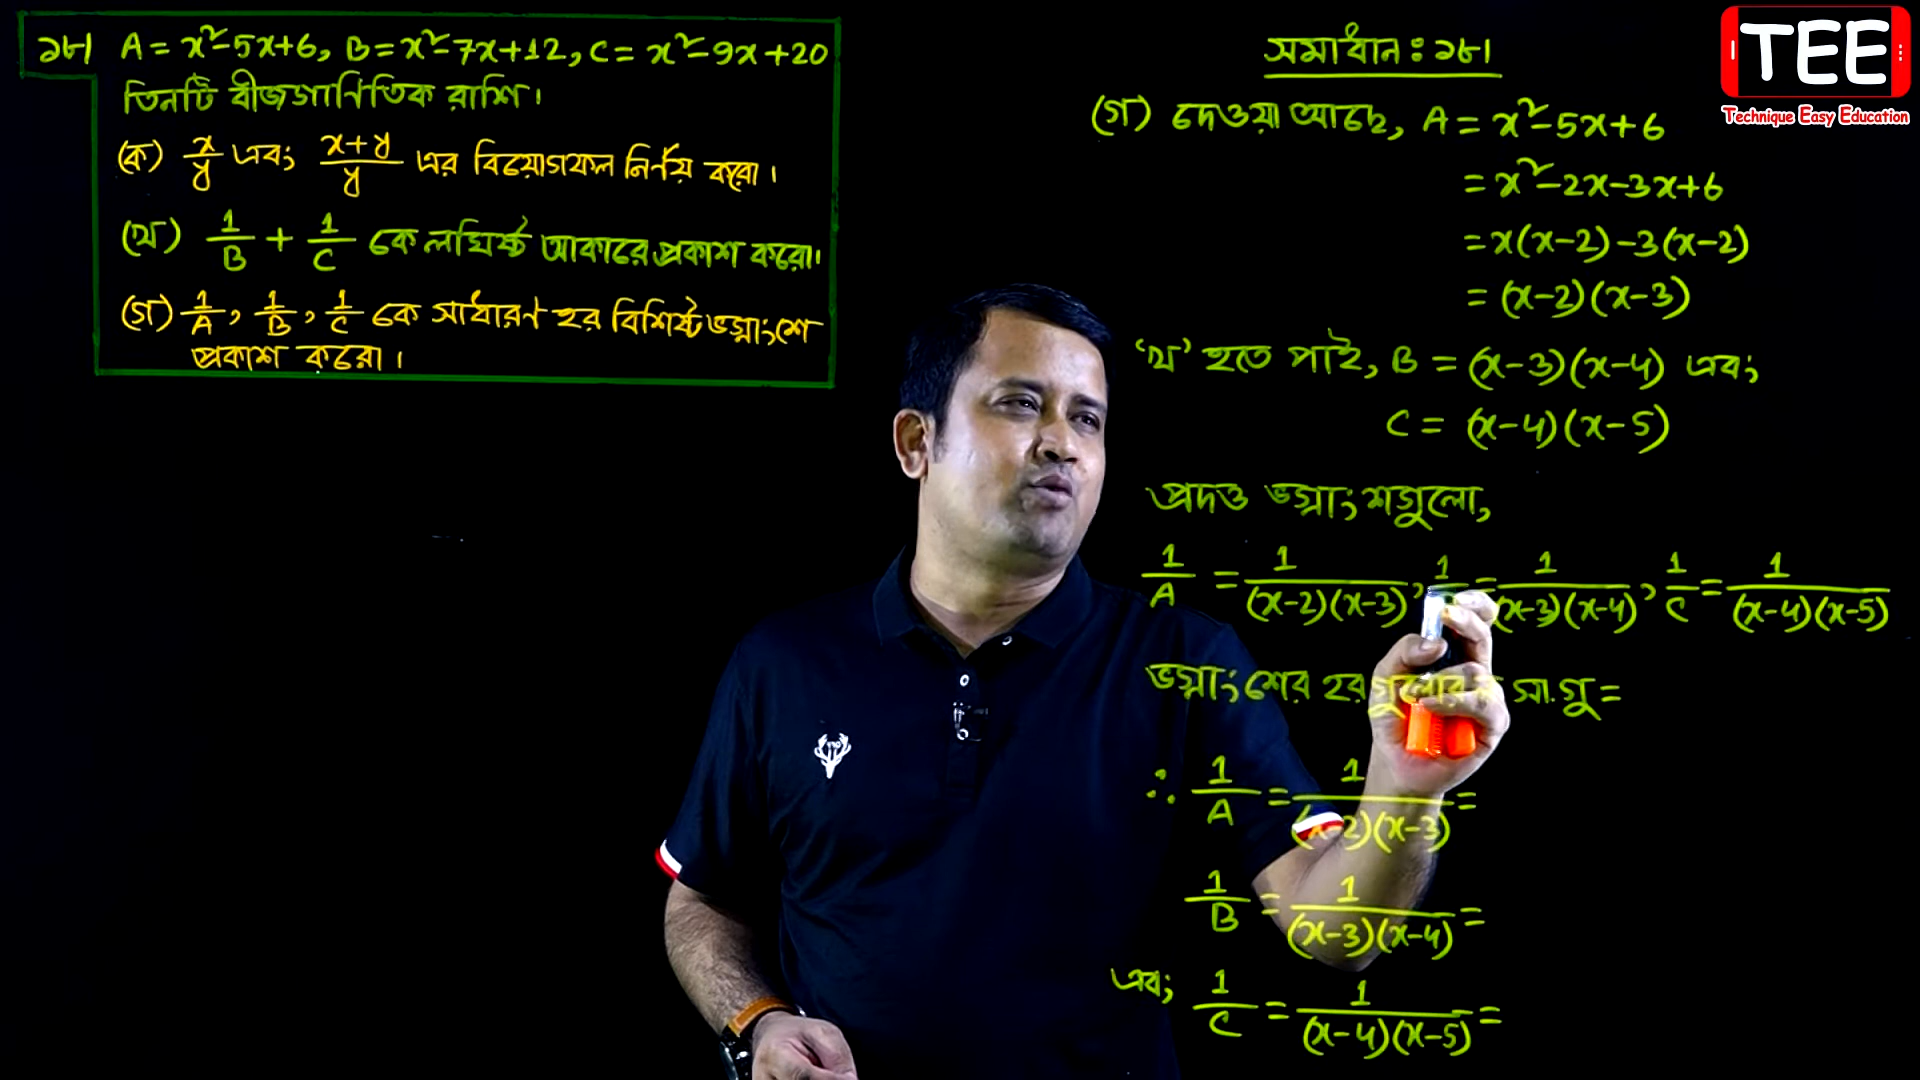 ১৮। A = x²-5x+6, B = x²-7x+12, C = x²-9x+20
তিনটি বীজগাণিতিক রাশি।
(ক) x/y এবং (x+y)/y এর বিয়োগফল নির্ণয় করো।
(খ) 1/B + 1/C কে লঘিষ্ট আকারে প্রকাশ করো।
(গ) 1/A, 1/B, 1/C কে সাধারণ হর বিশিষ্ট ভগ্নাংশে
প্রকাশ করো।
সমাধান: ১৮।
(গ) দেওয়া আছে, A = x²-5x+6
= x²-2x-3x+6
= x(x-2)-3(x-2)
= (x-2)(x-3)
'খ' হতে পাই, B = (x-3)(x-4) এবং
C = (x-4)(x-5)
প্রদত্ত ভগ্নাংশগুলো,
1/A = 1/(x-2)(x-3), 1/ = 1/(x-3)(x-4), 1/C = 1/(x-4)(x-5)
ভগ্নাংশের হরগুলোর সা.গু =
∴ 1/A = 1/(x-2)(x-3) =
1/B = 1/(x-3)(x-4) =
এবং 1/C = 1/(x-4)(x-5) =
TEE
Technique Easy Education